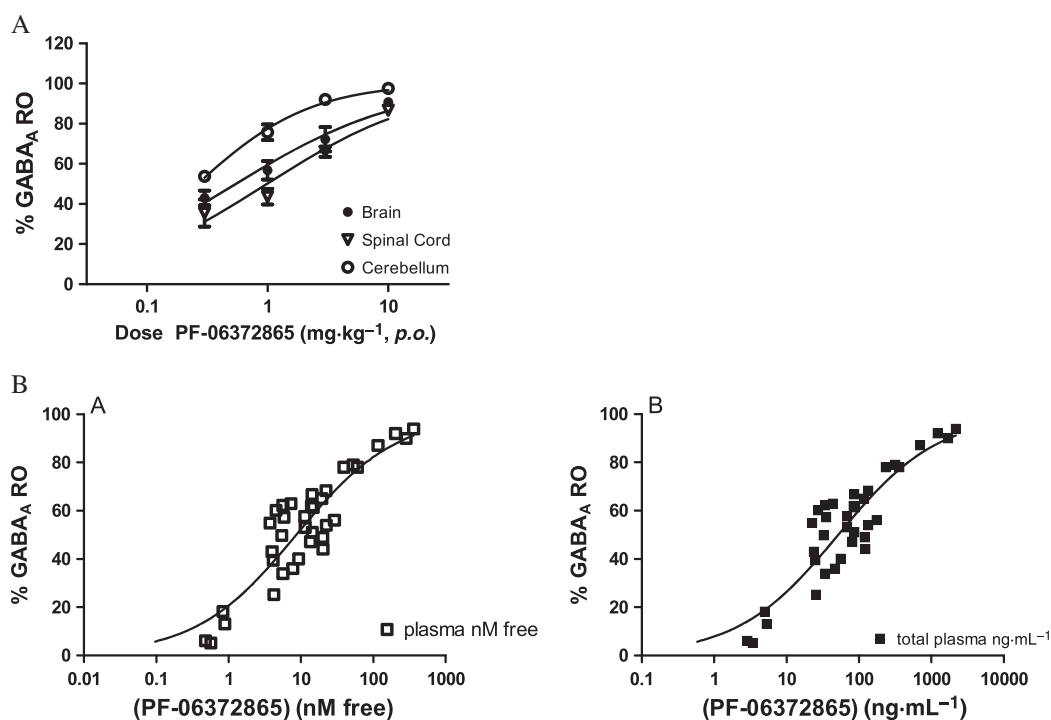 A
120
100
80
60
40
20
0
% GABAA RO
Brain
Spinal Cord
Cerebellum
0.1 1 10
Dose PF-06372865 (mg·kg⁻¹, p.o.)
B
A
100
80
60
40
20
0
% GABAA RO
plasma nM free
0.01 0.1 1 10 100 1000
(PF-06372865) (nM free)
B
100
80
60
40
20
0
% GABAA RO
total plasma ng·mL⁻¹
0.1 1 10 100 1000 10000
(PF-06372865) (ng·mL⁻¹)